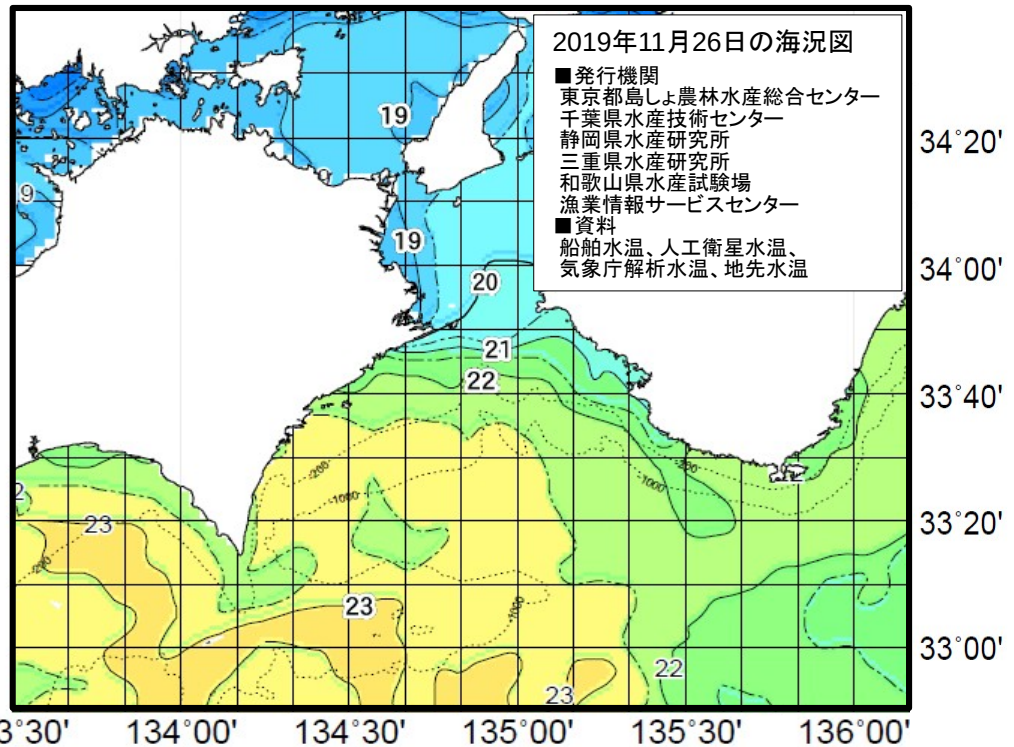 2019年11月26日の海況図
■発行機関
東京都島しょ農林水産総合センター
千葉県水産技術センター
静岡県水産研究所
三重県水産研究所
和歌山県水産試験場
漁業情報サービスセンター
■資料
船舶水温、人工衛星水温、
気象庁解析水温、地先水温
19
34°20'
9
19
34°00'
20
21
22
33°40'
200
200
1000
1000
2
23
33°20'
200
23
1000
33°00'
22
23
3°30'
134°00'
134°30'
135°00'
135°30'
136°00'